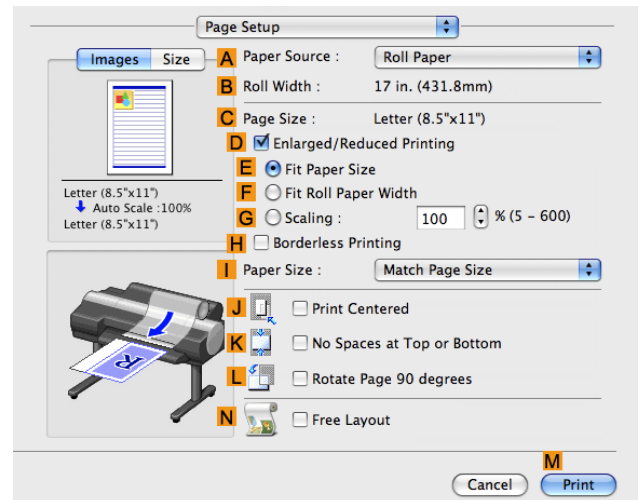 Page Setup
Images Size
A Paper Source : Roll Paper
B Roll Width : 17 in. (431.8mm)
C Page Size : Letter (8.5"x11")
D Enlarged/Reduced Printing
E Fit Paper Size
F Fit Roll Paper Width
G Scaling : 100 % (5 - 600)
H Borderless Printing
Letter (8.5"x11")
Auto Scale :100%
Letter (8.5"x11")
I Paper Size : Match Page Size
J Print Centered
K No Spaces at Top or Bottom
L Rotate Page 90 degrees
N Free Layout
R
M
Cancel Print